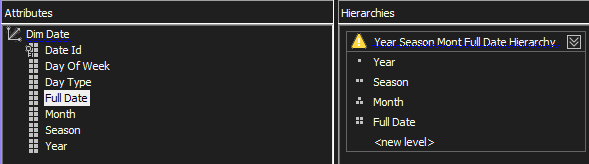 Attributes
Dim Date
Date Id
Day Of Week
Day Type
Full Date
Month
Season
Year
Hierarchies
Year Season Mont Full Date Hierarchy
Year
Season
Month
Full Date
<new level>